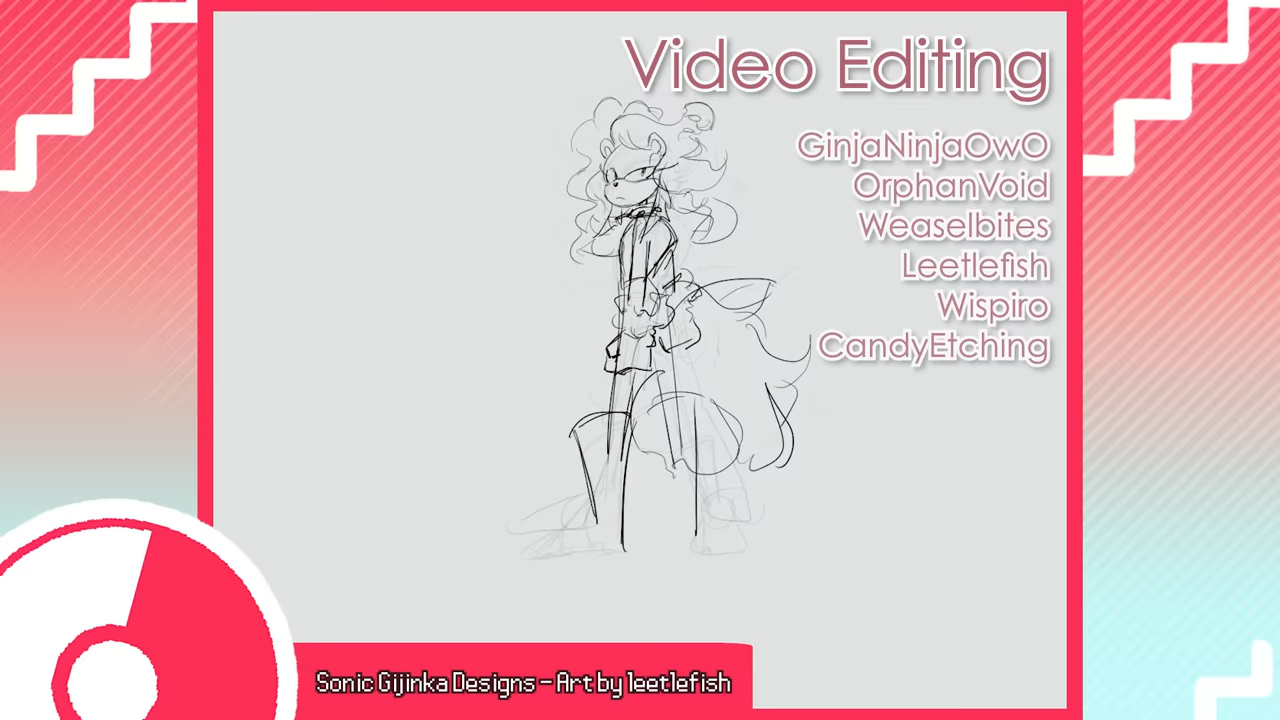 Video Editing
GinjaNinjaOwO
OrphanVoid
Weaselbites
Leetlefish
Wispiro
CandyEtching
Sonic Gijinka Designs - Art by leetlefish